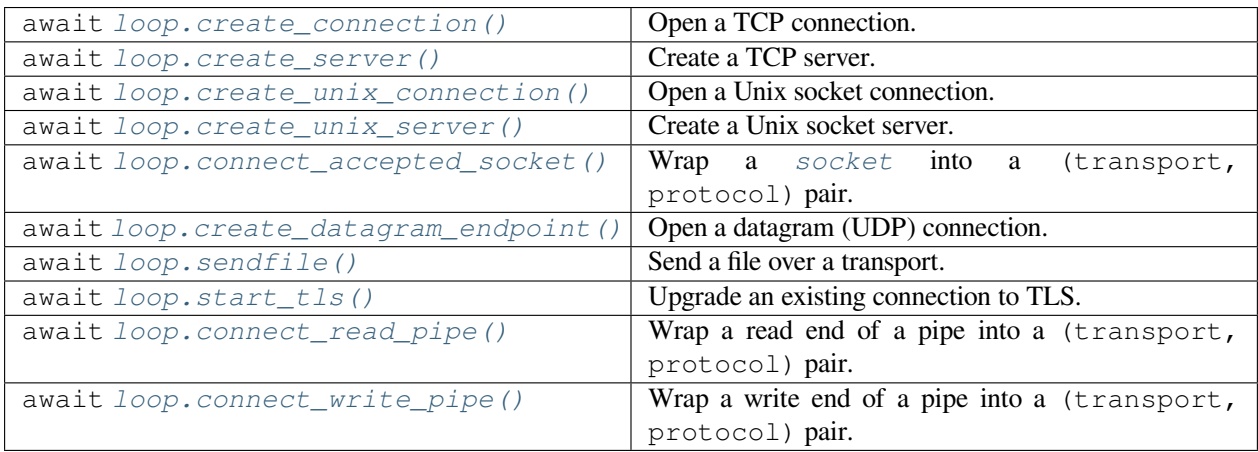 await loop.create_connection() Open a TCP connection.
await loop.create_server() Create a TCP server.
await loop.create_unix_connection() Open a Unix socket connection.
await loop.create_unix_server() Create a Unix socket server.
await loop.connect_accepted_socket() Wrap a socket into a (transport,
protocol) pair.
await loop.create_datagram_endpoint() Open a datagram (UDP) connection.
await loop.sendfile() Send a file over a transport.
await loop.start_tls() Upgrade an existing connection to TLS.
await loop.connect_read_pipe() Wrap a read end of a pipe into a (transport,
protocol) pair.
await loop.connect_write_pipe() Wrap a write end of a pipe into a (transport,
protocol) pair.